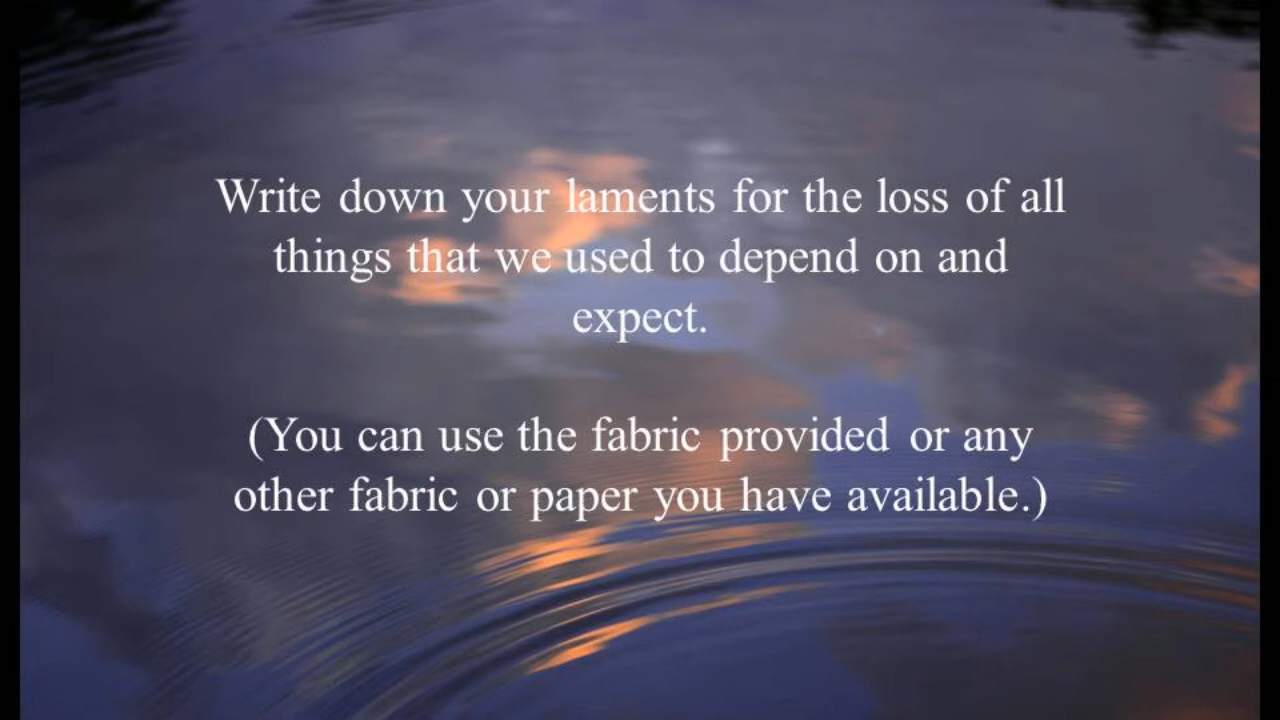 Write down your laments for the loss of all
things that we used to depend on and
expect.
(You can use the fabric provided or any
other fabric or paper you have available.)